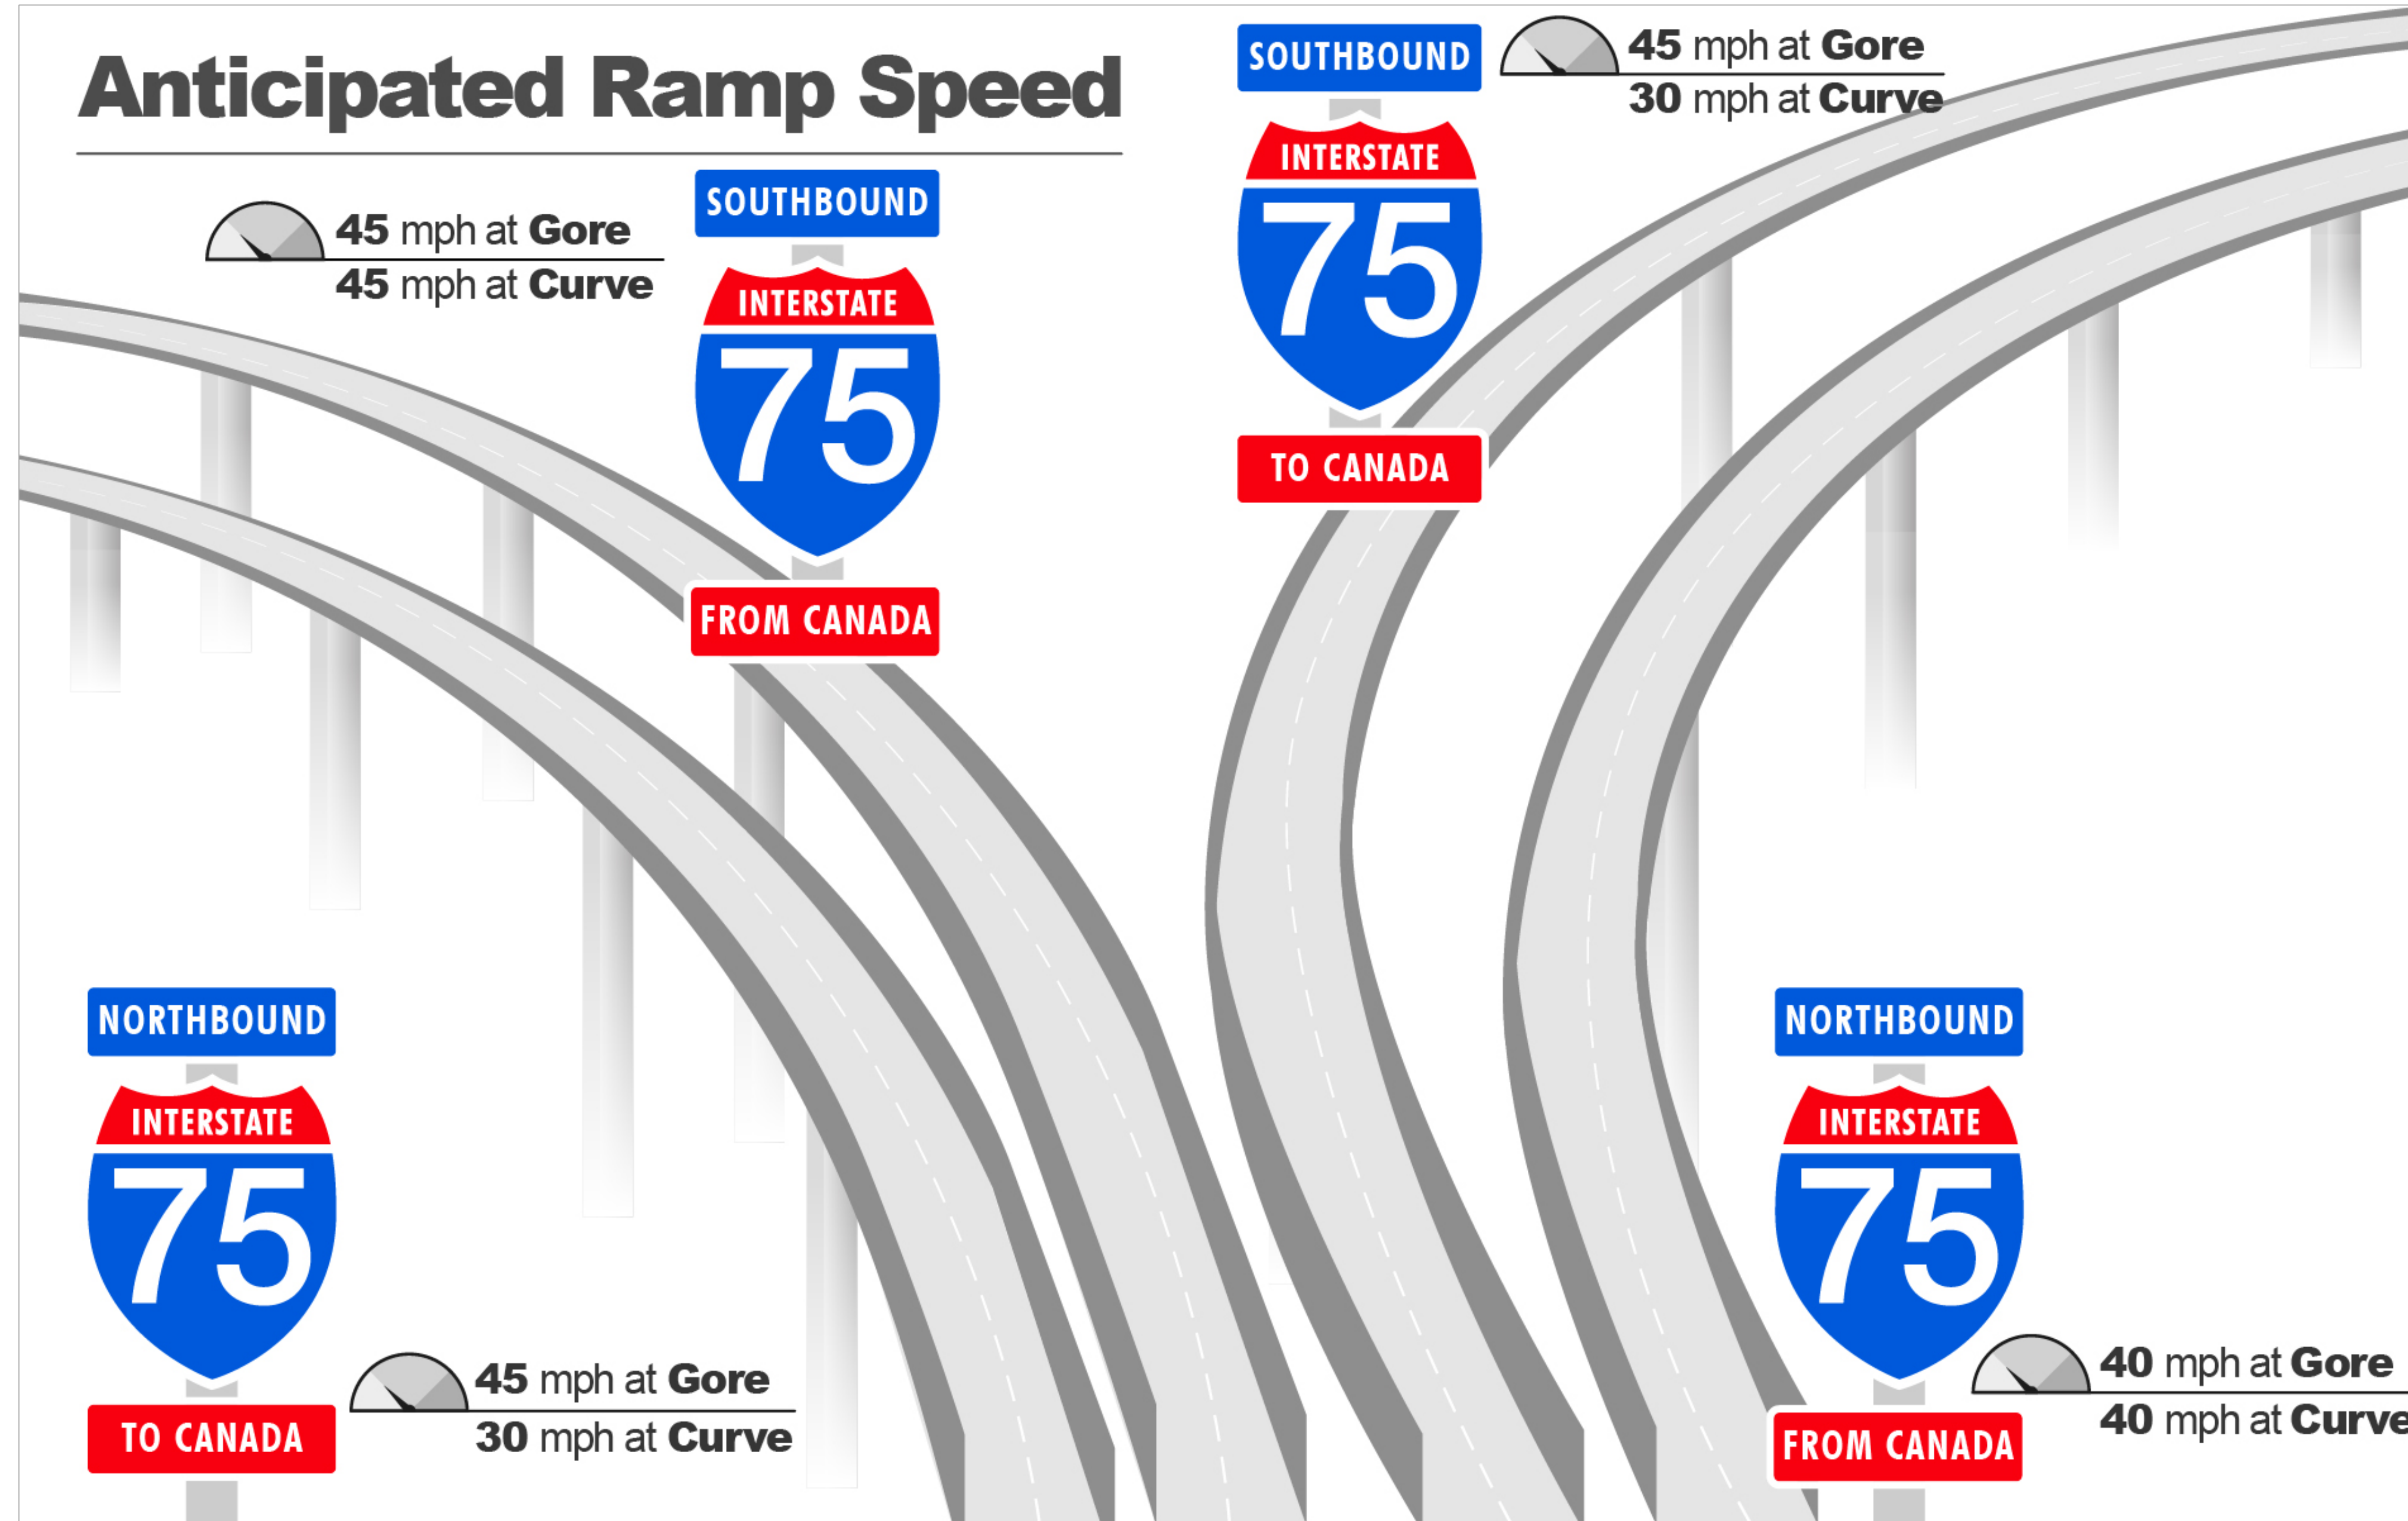 Anticipated Ramp Speed
45 mph at Gore
45 mph at Curve
SOUTHBOUND
INTERSTATE
75
FROM CANADA
SOUTHBOUND
INTERSTATE
75
TO CANADA
45 mph at Gore
30 mph at Curve
NORTHBOUND
INTERSTATE
75
TO CANADA
45 mph at Gore
30 mph at Curve
NORTHBOUND
INTERSTATE
75
FROM CANADA
40 mph at Gore
40 mph at Curve